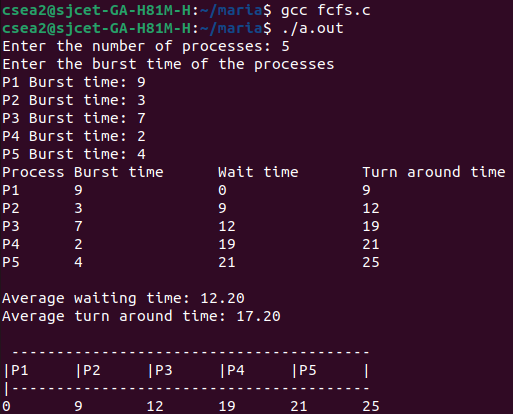 csea2@sjcet-GA-H81M-H:~/maria$ gcc fcfs.c
csea2@sjcet-GA-H81M-H:~/maria$ ./a.out
Enter the number of processes: 5
Enter the burst time of the processes
P1 Burst time: 9
P2 Burst time: 3
P3 Burst time: 7
P4 Burst time: 2
P5 Burst time: 4
Process Burst time      Wait time       Turn around time
P1      9               0               9
P2      3               9               12
P3      7               12              19
P4      2               19              21
P5      4               21              25
Average waiting time: 12.20
Average turn around time: 17.20
 ----------------------------------------
|P1     |P2     |P3     |P4     |P5     |
|----------------------------------------
0       9       12      19      21      25